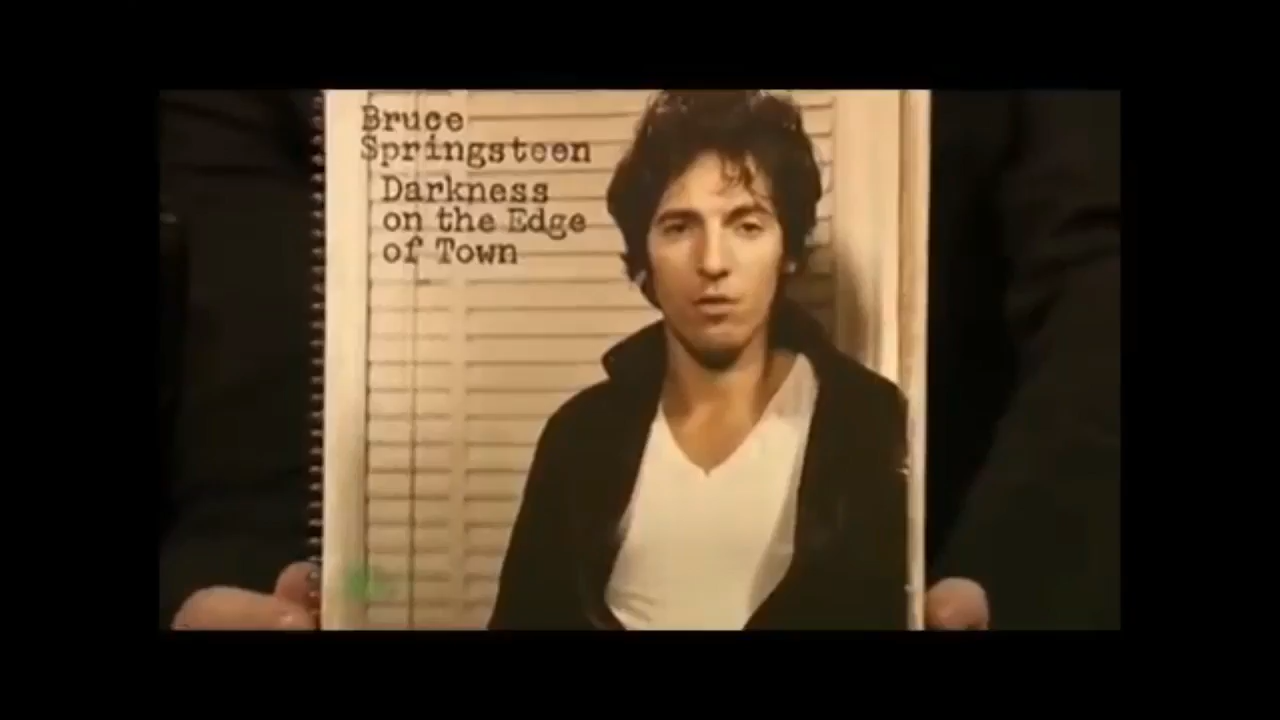 Bruce
Springsteen
Darkness
on the Edge
of Town